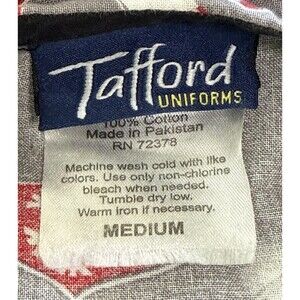 Tafford
UNIFORMS
100% Cotton
Made in Pakistan
RN 72378
Machine wash cold with like
colors. Use only non-chlorine
bleach when needed.
Tumble dry low.
Warm iron if necessary.
MEDIUM